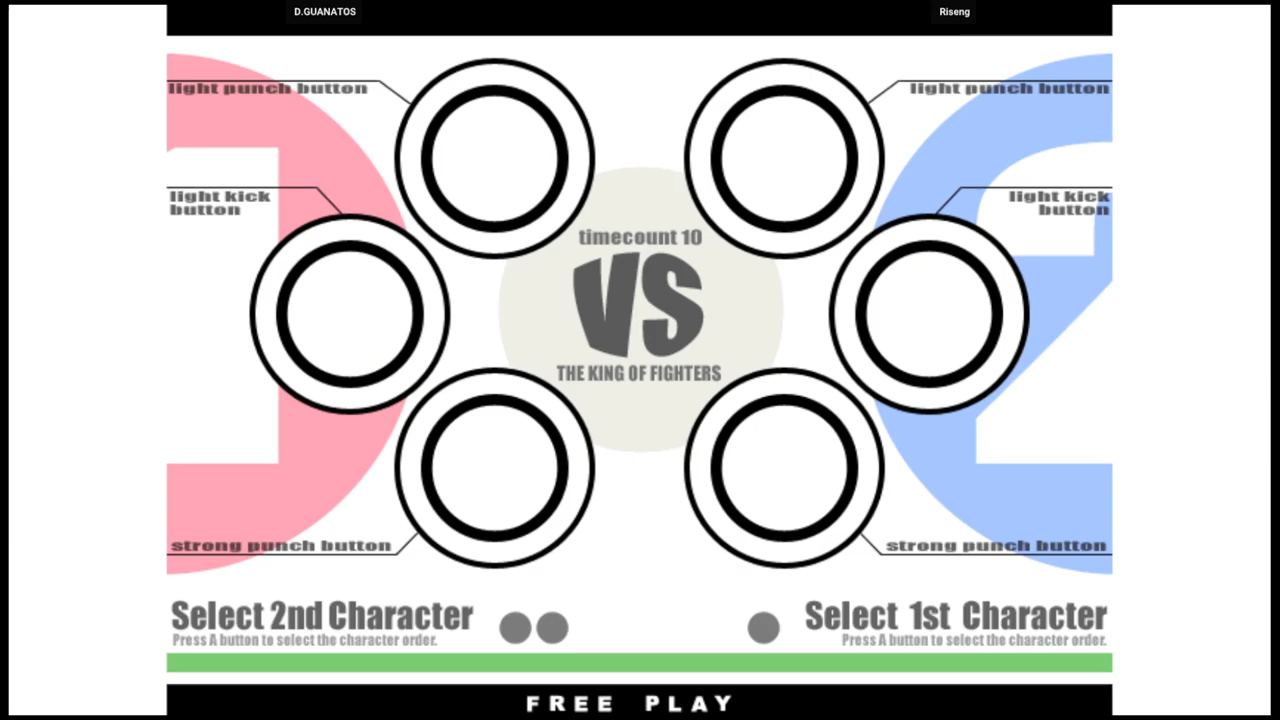 D.GUANATOS
Riseng
light punch button
light punch button
light kick
button
light kick
button
timecount 10
VS
THE KING OF FIGHTERS
1
2
strong punch button
strong punch button
Select 2nd Character
Press A button to select the character order.
Select 1st Character
Press A button to select the character order.
FREE PLAY